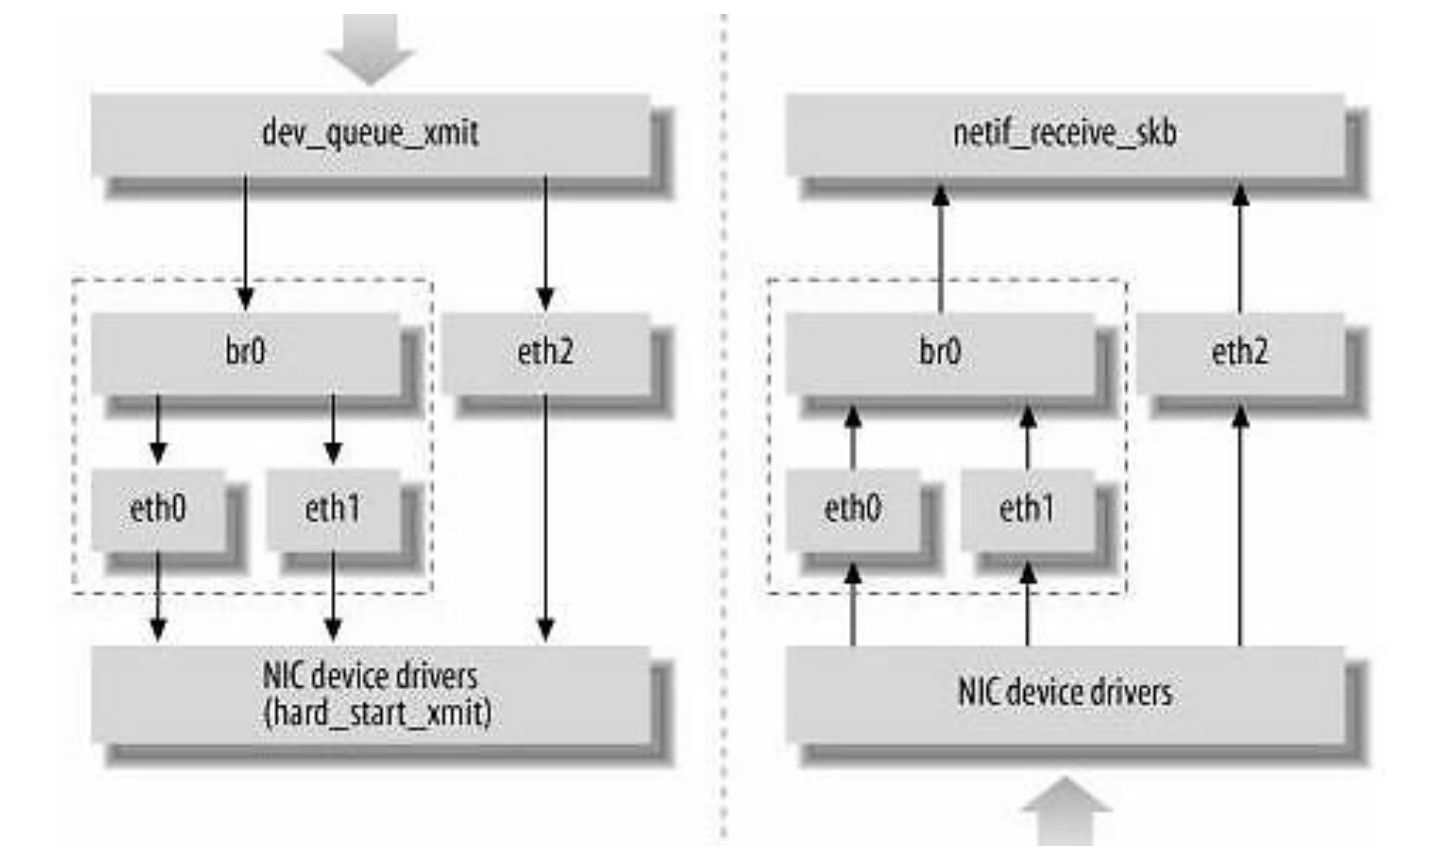 dev_queue_xmit
br0
eth2
eth0
eth1
NIC device drivers
(hard_start_xmit)
netif_receive_skb
br0
eth2
eth0
eth1
NIC device drivers